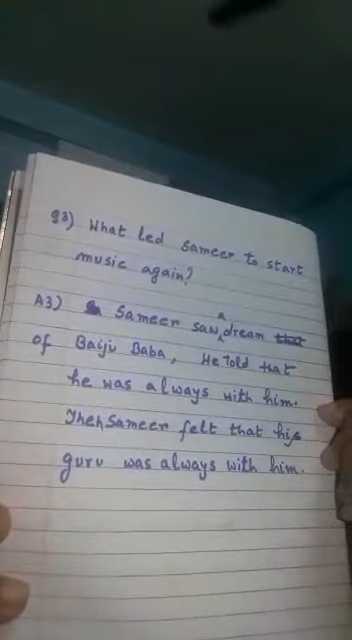 Q3) What led Sameer to start
music again?
A3) Sameer saw a dream that
of Baiju Baba, He Told that
he was always with him.
Then Sameer felt that his
guru was always with him.